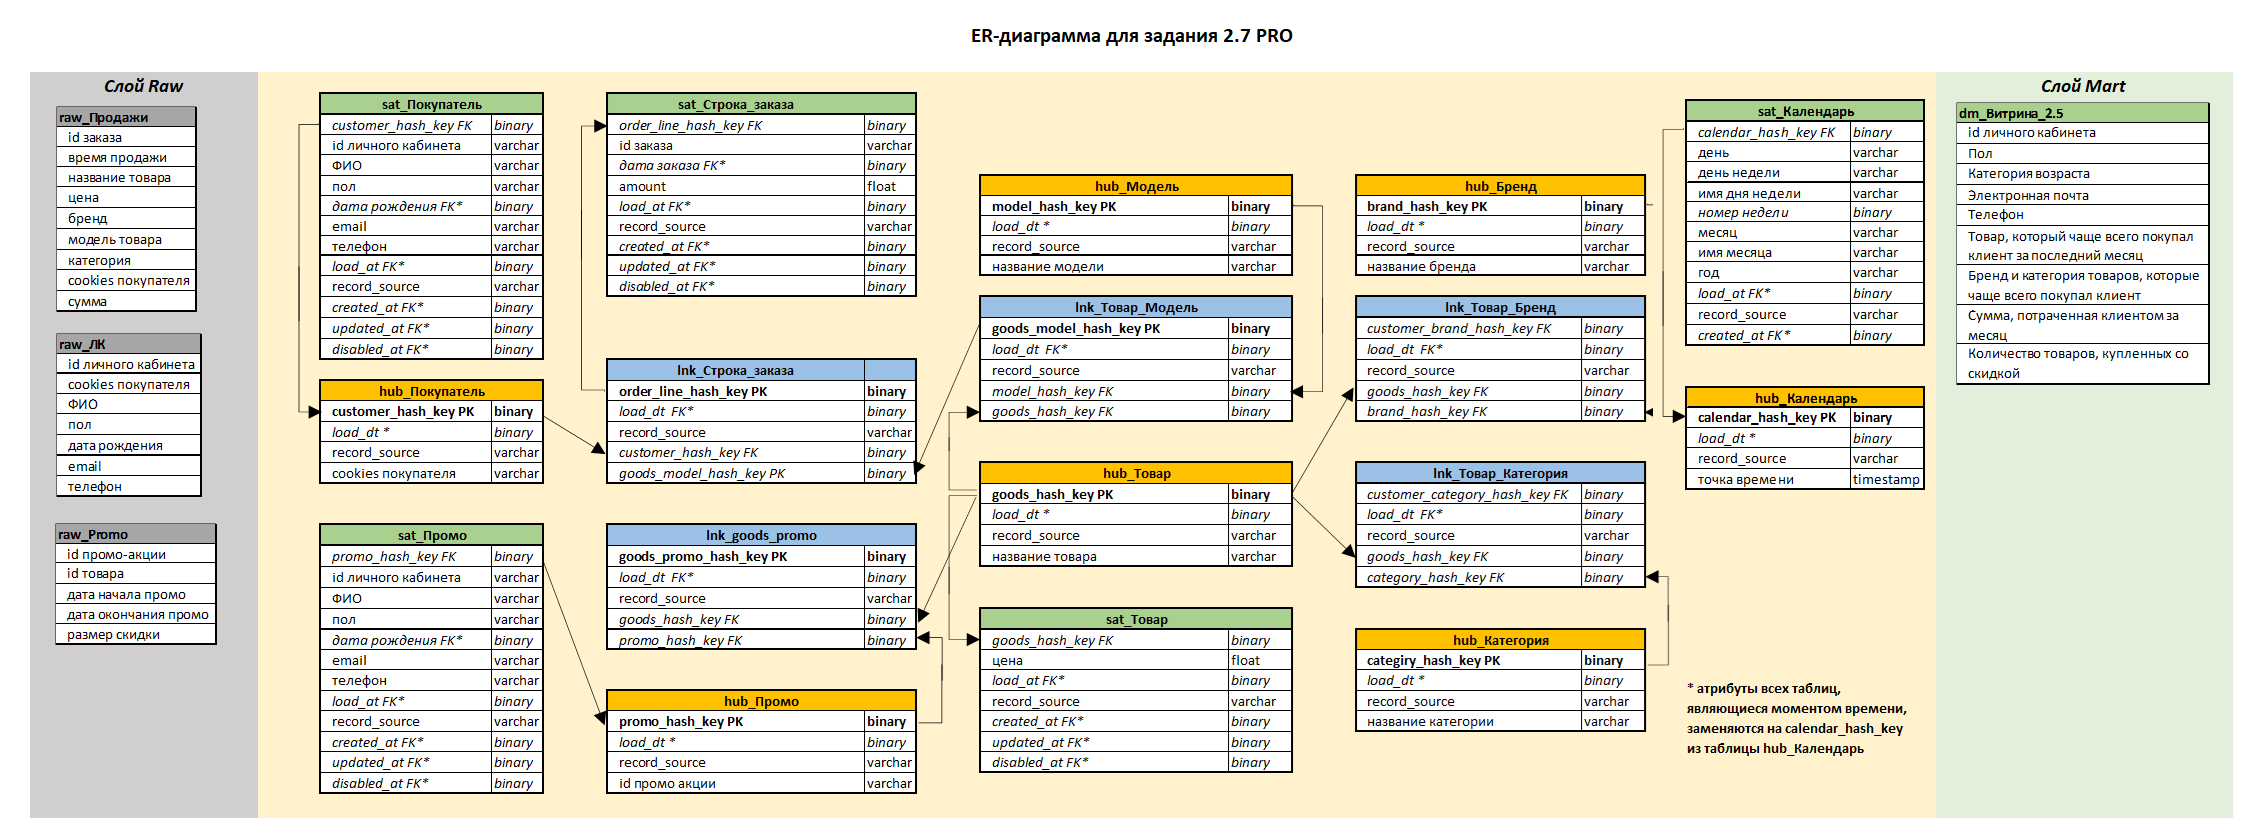 ER-диаграмма для задания 2.7 PRO
Слой Raw
raw_Продажи
id заказа
время продажи
название товара
цена
бренд
модель товара
категория
cookies покупателя
сумма
raw_ЛК
id личного кабинета
cookies покупателя
ФИО
пол
дата рождения
email
телефон
raw_Promo
id промо-акции
id товара
дата начала промо
дата окончания промо
размер скидки
sat_Покупатель
customer_hash_key FK binary
id личного кабинета varchar
ФИО varchar
пол varchar
дата рождения FK* binary
email varchar
телефон varchar
load_at FK* binary
record_source varchar
created_at FK* binary
updated_at FK* binary
disabled_at FK* binary
hub_Покупатель
customer_hash_key PK binary
load_dt * binary
record_source varchar
cookies покупателя varchar
sat_Промо
promo_hash_key FK binary
id личного кабинета varchar
ФИО varchar
пол varchar
дата рождения FK* binary
email varchar
телефон varchar
load_at FK* binary
record_source varchar
created_at FK* binary
updated_at FK* binary
disabled_at FK* binary
sat_Строка_заказа
order_line_hash_key FK binary
id заказа varchar
дата заказа FK* binary
amount float
load_at FK* binary
record_source varchar
created_at FK* binary
updated_at FK* binary
disabled_at FK* binary
lnk_Строка_заказа
order_line_hash_key PK binary
load_dt FK* binary
record_source varchar
customer_hash_key FK binary
goods_model_hash_key PK binary
lnk_goods_promo
goods_promo_hash_key PK binary
load_dt FK* binary
record_source varchar
goods_hash_key FK binary
promo_hash_key FK binary
hub_Промо
promo_hash_key PK binary
load_dt * binary
record_source varchar
id промо акции varchar
hub_Модель
model_hash_key PK binary
load_dt * binary
record_source varchar
название модели varchar
lnk_Товар_Модель
goods_model_hash_key PK binary
load_dt FK* binary
record_source varchar
model_hash_key FK binary
goods_hash_key FK binary
hub_Товар
goods_hash_key PK binary
load_dt * binary
record_source varchar
название товара varchar
sat_Товар
goods_hash_key FK binary
цена float
load_at FK* binary
record_source varchar
created_at FK* binary
updated_at FK* binary
disabled_at FK* binary
hub_Бренд
brand_hash_key PK binary
load_dt * binary
record_source varchar
название бренда varchar
lnk_Товар_Бренд
customer_brand_hash_key FK binary
load_dt FK* binary
record_source varchar
goods_hash_key FK binary
brand_hash_key FK binary
lnk_Товар_Категория
customer_category_hash_key FK binary
load_dt FK* binary
record_source varchar
goods_hash_key FK binary
category_hash_key FK binary
hub_Категория
categiry_hash_key PK binary
load_dt * binary
record_source varchar
название категории varchar
sat_Календарь
calendar_hash_key FK binary
день varchar
день недели varchar
имя дня недели varchar
номер недели binary
месяц varchar
имя месяца varchar
год varchar
load_at FK* binary
record_source varchar
created_at FK* binary
hub_Календарь
calendar_hash_key PK binary
load_dt * binary
record_source varchar
точка времени timestamp
* атрибуты всех таблиц,
являющиеся моментом времени,
заменяются на calendar_hash_key
из таблицы hub_Календарь
Слой Mart
dm_Витрина_2.5
id личного кабинета
Пол
Категория возраста
Электронная почта
Телефон
Товар, который чаще всего покупал
клиент за последний месяц
Бренд и категория товаров, которые
чаще всего покупал клиент
Сумма, потраченная клиентом за
месяц
Количество товаров, купленных со
скидкой